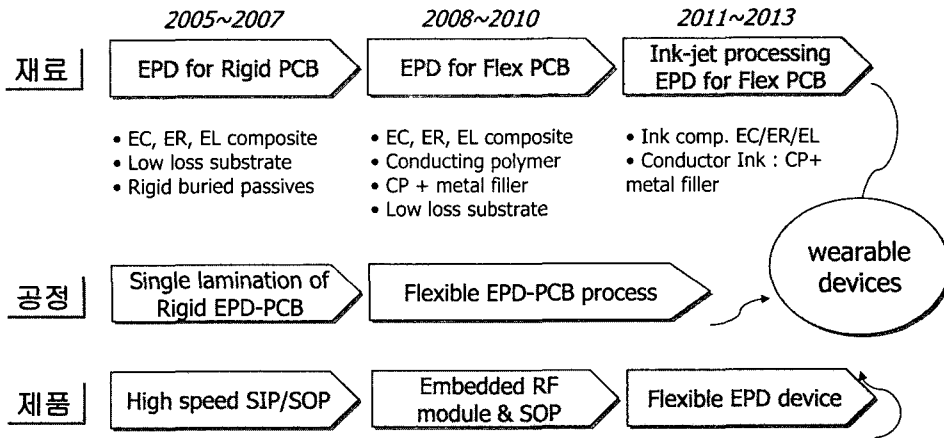 2005~2007
2008~2010
2011~2013
재료
EPD for Rigid PCB
EPD for Flex PCB
Ink-jet processing
EPD for Flex PCB
• EC, ER, EL composite
• Low loss substrate
• Rigid buried passives
• EC, ER, EL composite
• Conducting polymer
• CP + metal filler
• Low loss substrate
• Ink comp. EC/ER/EL
• Conductor Ink : CP+
metal filler
wearable
devices
공정
Single lamination of
Rigid EPD-PCB
Flexible EPD-PCB process
제품
High speed SIP/SOP
Embedded RF
module & SOP
Flexible EPD device